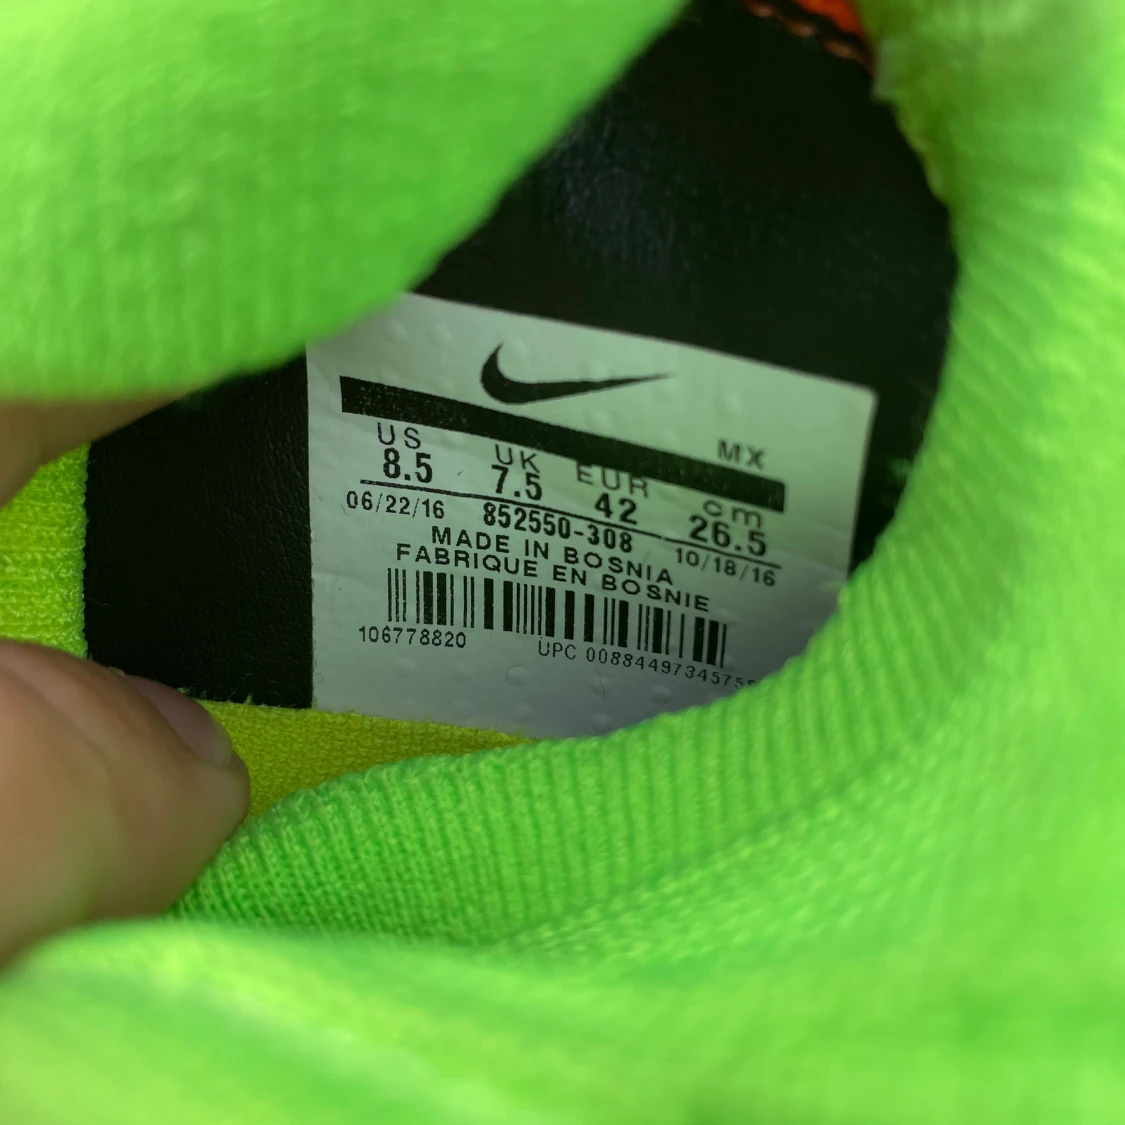 MX
US UK EUR cm
8.5 7.5 42 26.5
06/22/16 852550-308 10/18/16
MADE IN BOSNIA
FABRIQUE EN BOSNIE
106778820 UPC 0088449734575